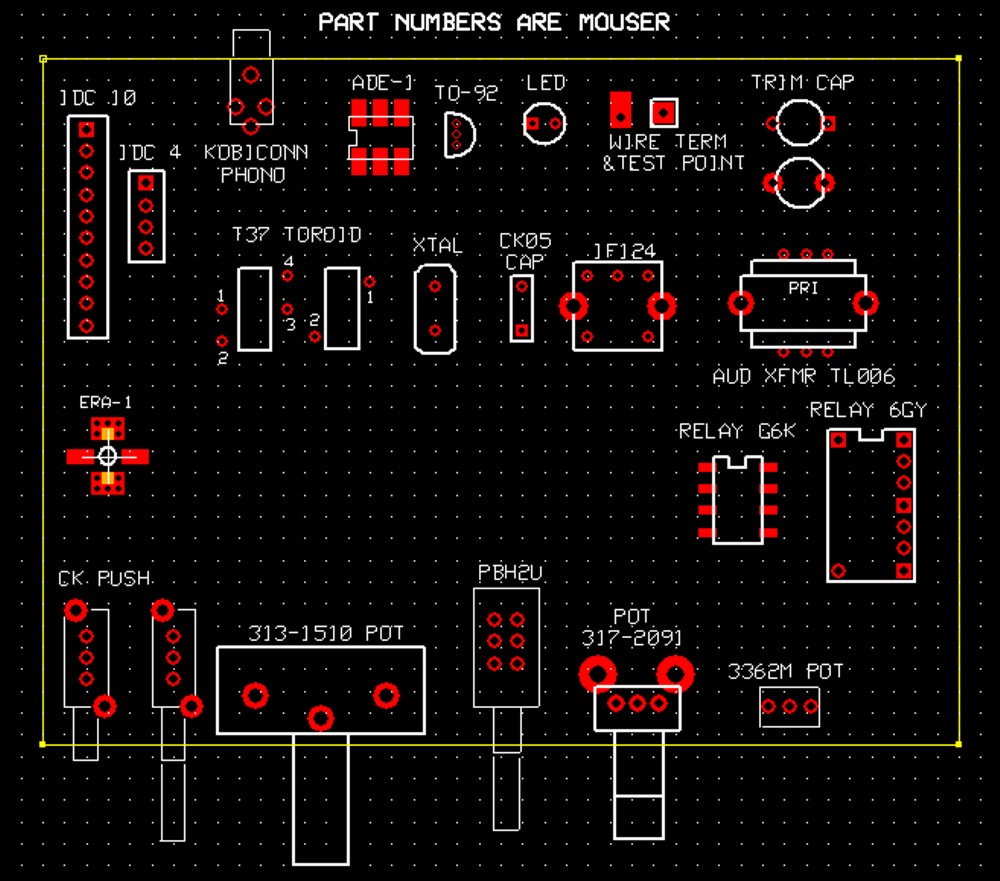 PART NUMBERS ARE MOUSER
IDC 10
IDC 4
KOBICONN
PHONO
ADE-1
TO-92
LED
WIRE TERM
&TEST POINT
TRIM CAP
T37 TOROID
1
2
4
3
2
1
XTAL
CK05
CAP
IF124
PRI
AUD XFMR TL006
ERA-1
RELAY G6K
RELAY 6GY
CK PUSH
313-1510 POT
PBH2U
POT
317-2091
3362M POT